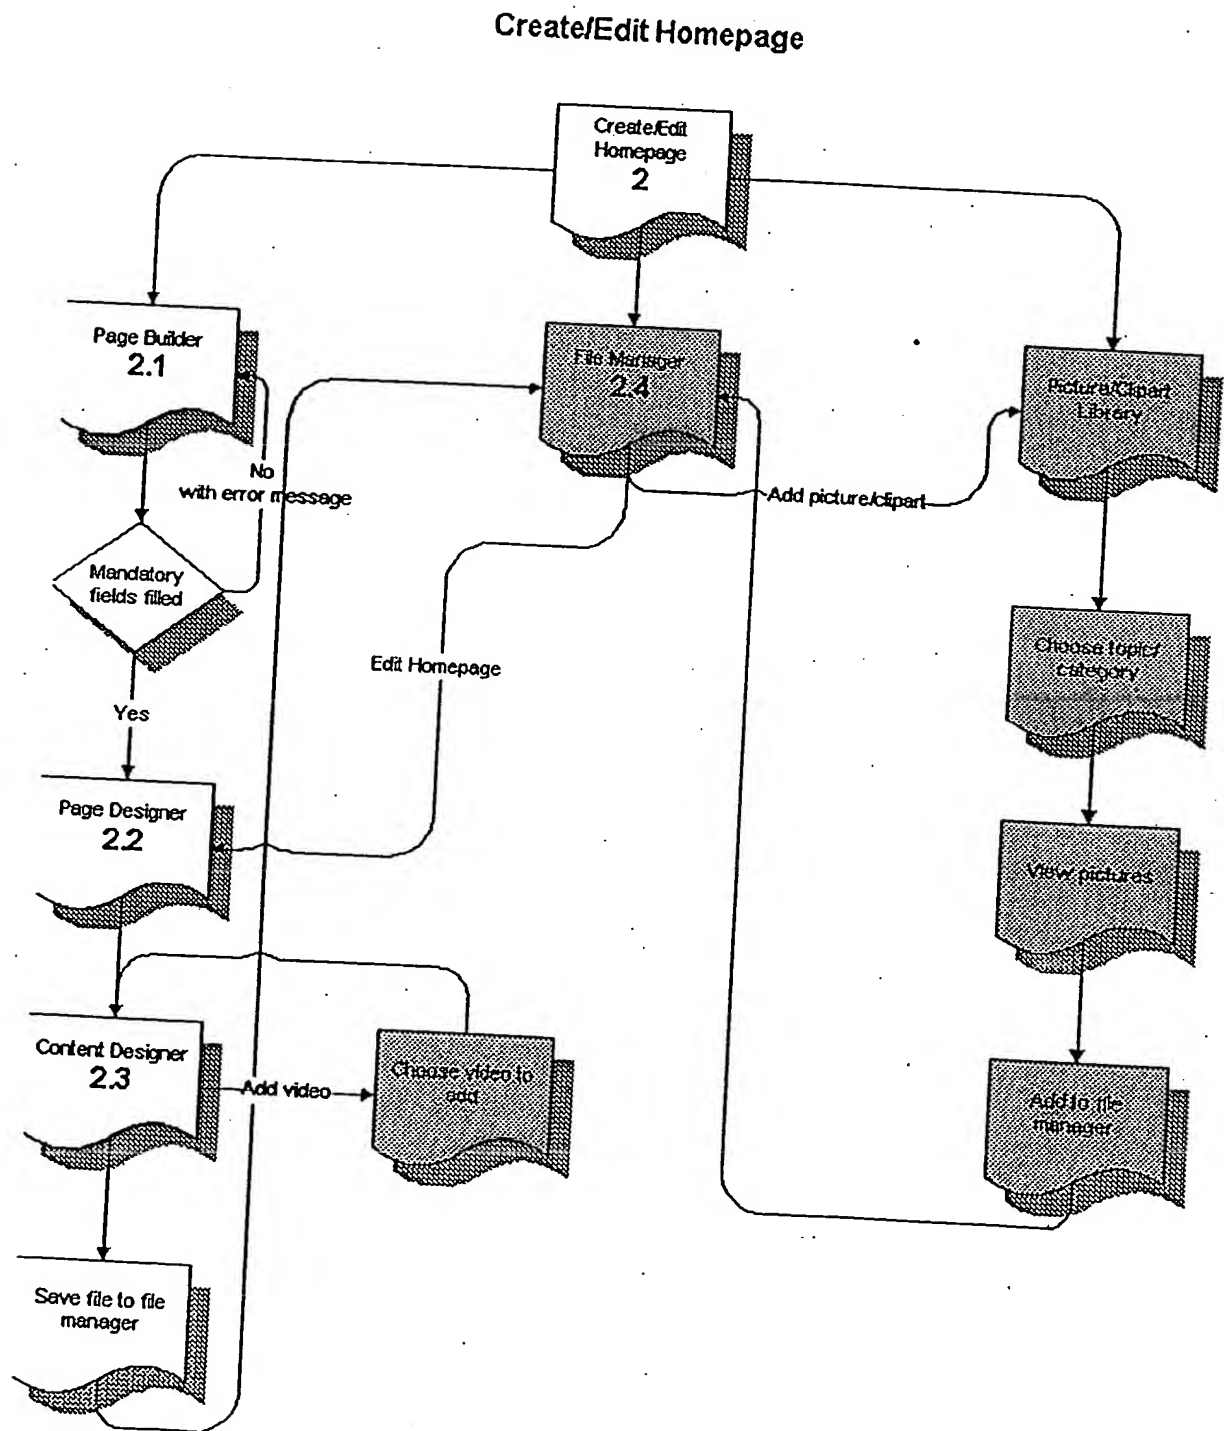 Create/Edit Homepage
Create/Edit
Homepage
2
Page Builder
2.1
File Manager
2.4
Picture/Clipart
Library
No
with error message
Add picture/clipart
Mandatory
fields filled
Choose topic/
category
Edit Homepage
Yes
Page Designer
2.2
View pictures
Content Designer
2.3
Add video
Choose video to
add
Add to file
manager
Save file to file
manager